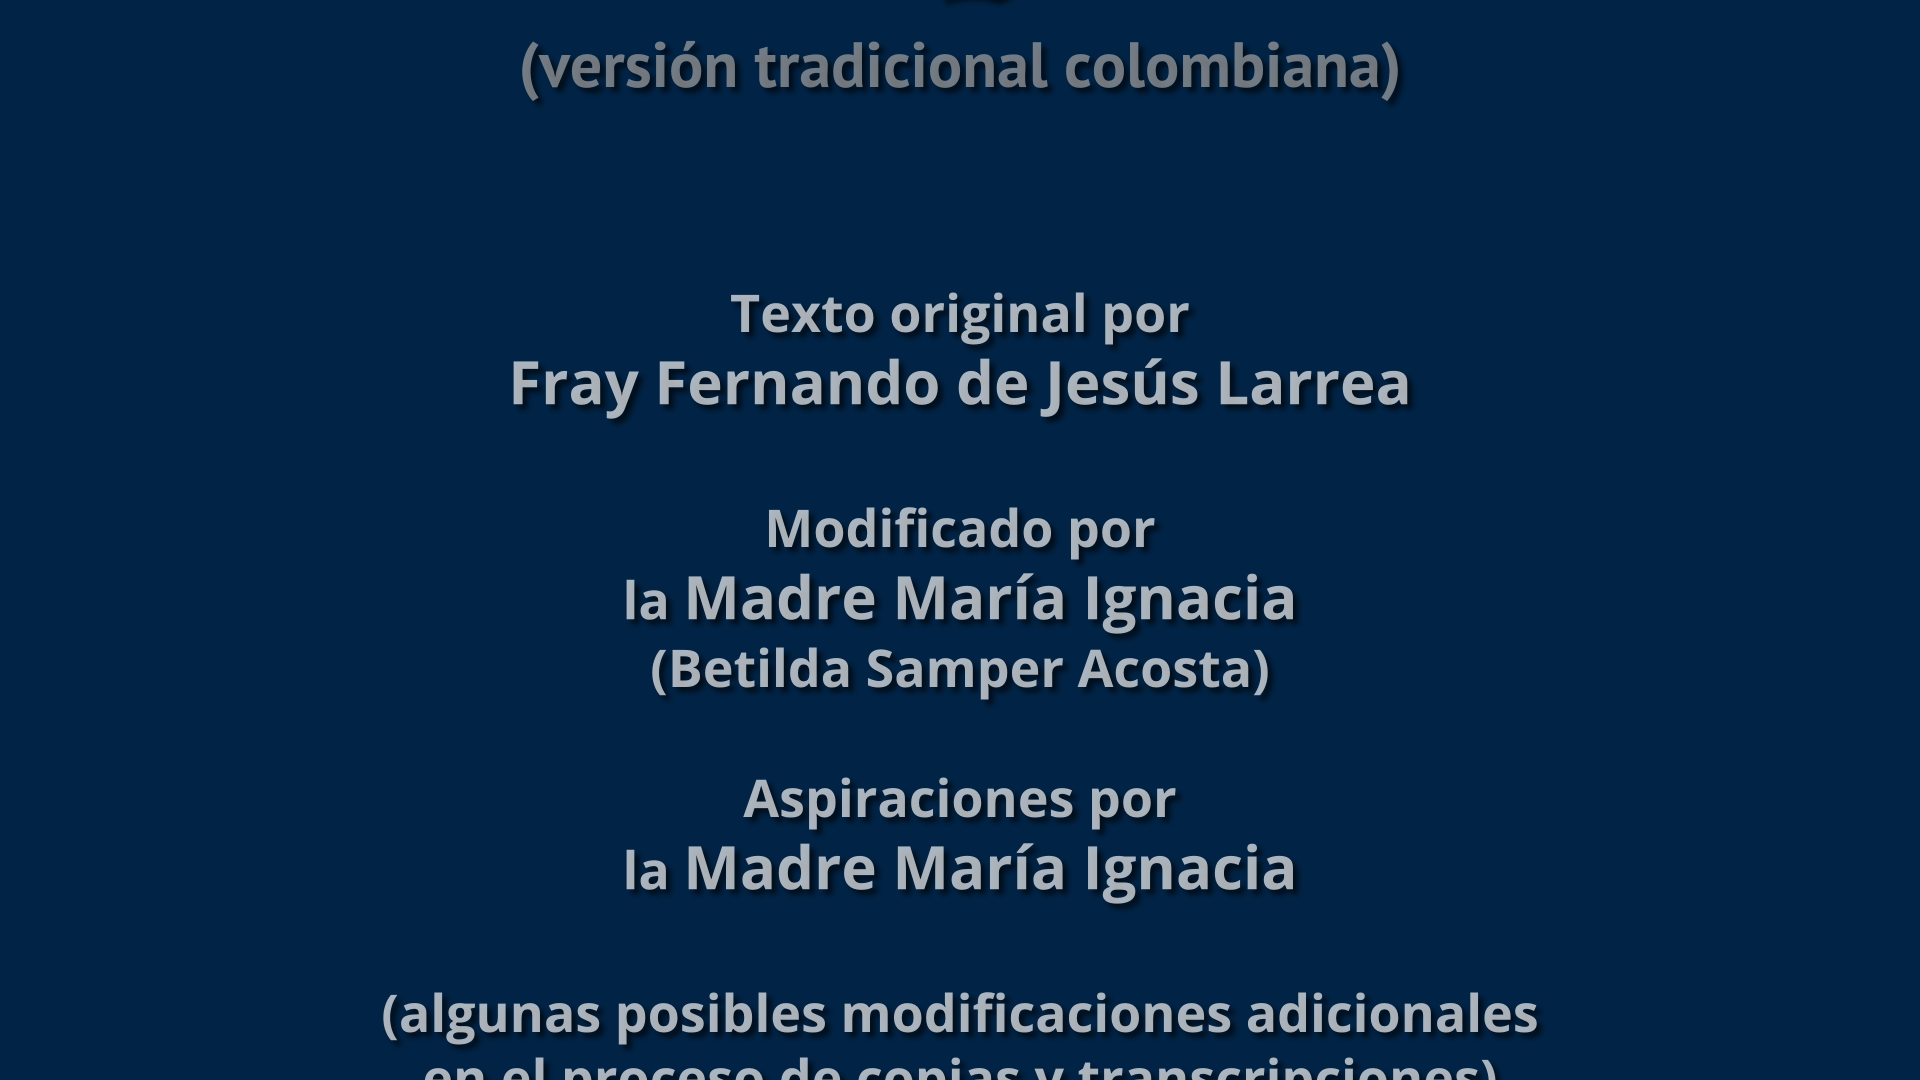 (versión tradicional colombiana)
Texto original por
Fray Fernando de Jesús Larrea
Modificado por
la Madre María Ignacia
(Betilda Samper Acosta)
Aspiraciones por
la Madre María Ignacia
(algunas posibles modificaciones adicionales
en el proceso de copias y transcripciones)